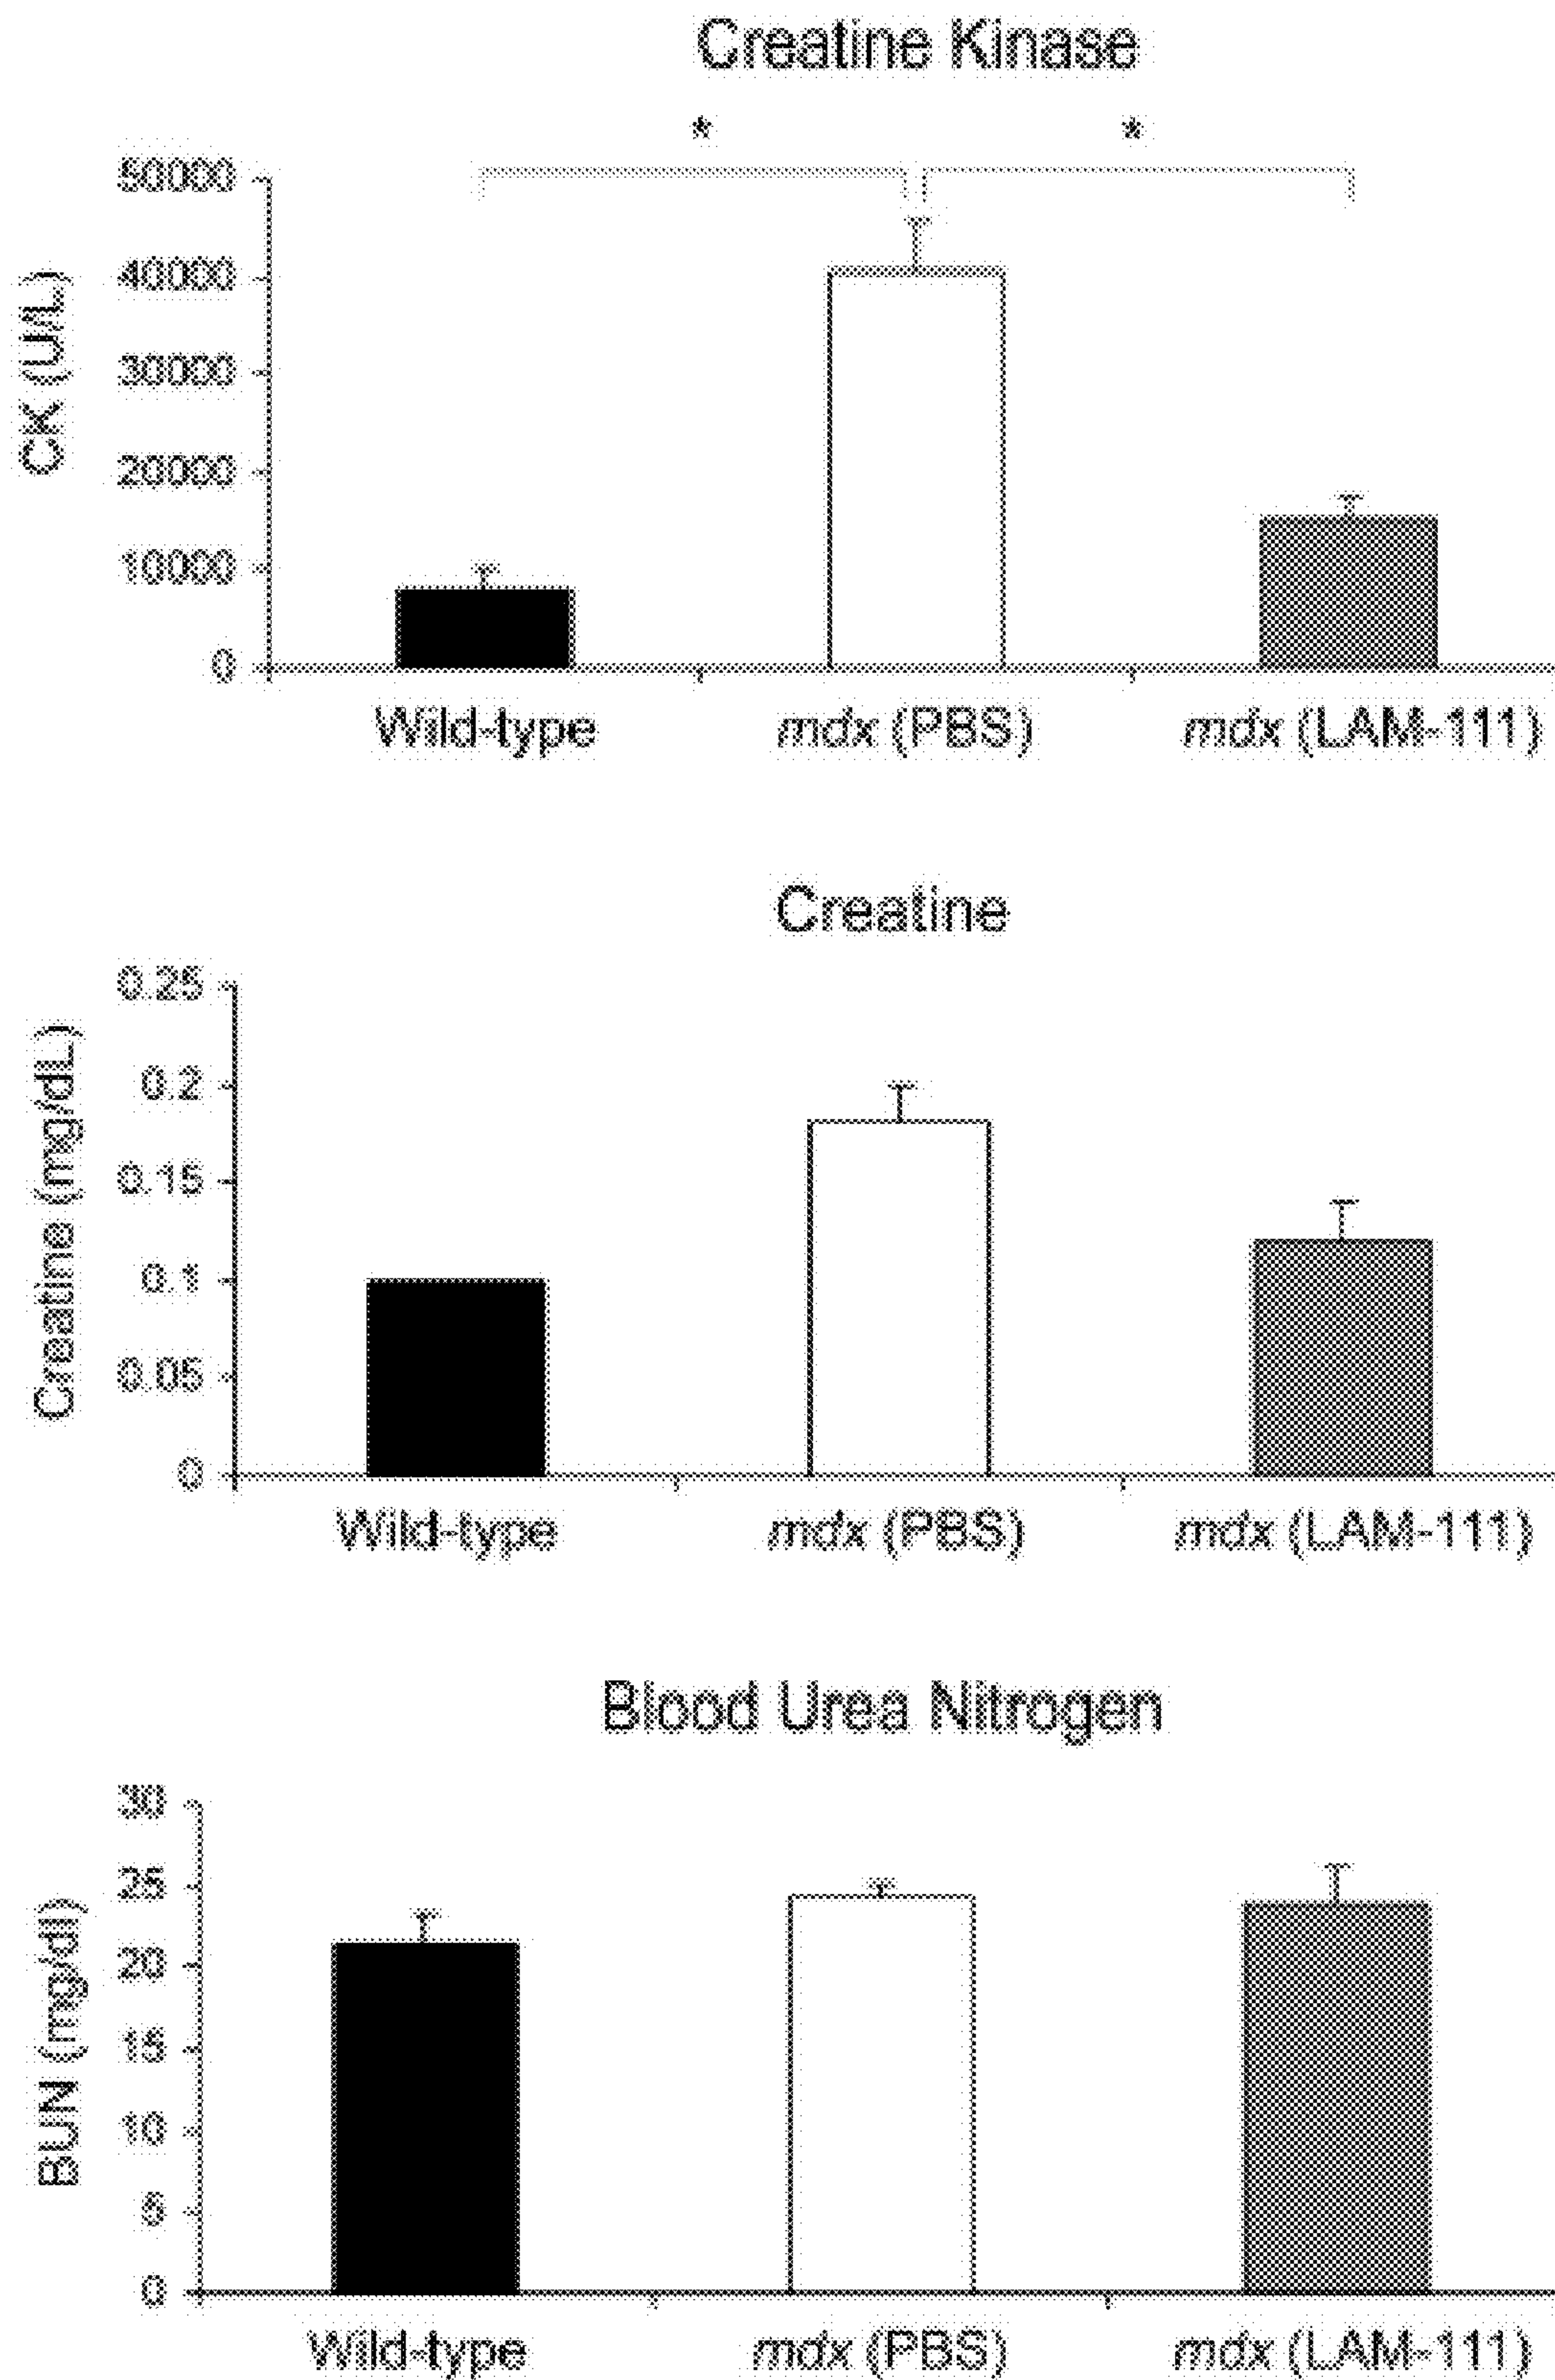 Creatine Kinase
* *
50000
40000
30000
20000
10000
0
CK (U/L)
Wild-type mdx (PBS) mdx (LAM-111)
Creatine
0.25
0.2
0.15
0.1
0.05
0
Creatine (mg/dL)
Wild-type mdx (PBS) mdx (LAM-111)
Blood Urea Nitrogen
30
25
20
15
10
5
0
BUN (mg/dl)
Wild-type mdx (PBS) mdx (LAM-111)